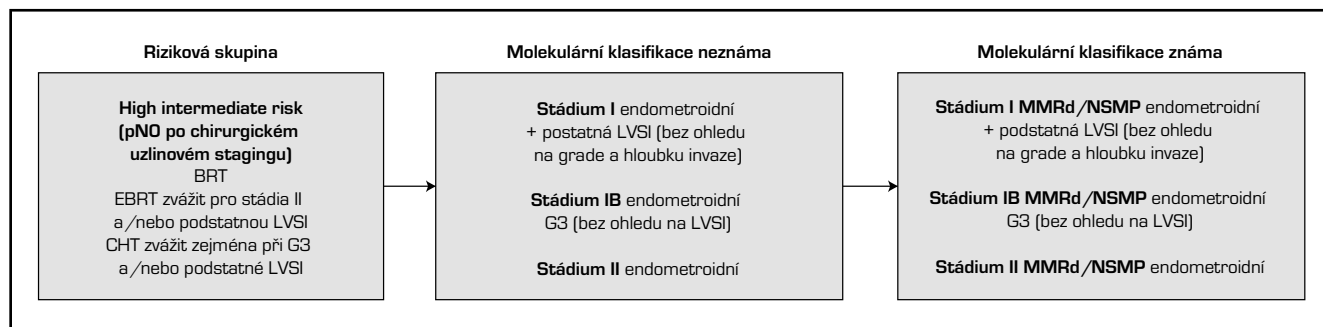 Riziková skupina
High intermediate risk
(pN0 po chirurgickém
uzlinovém stagingu)
BRT
EBRT zvážit pro stádia II
a/nebo podstatnou LVSI
CHT zvážit zejména při G3
a/nebo podstatné LVSI
Molekulární klasifikace neznáma
Stádium I endometroidní
+ postatná LVSI (bez ohledu
na grade a hloubku invaze)
Stádium IB endometroidní
G3 (bez ohledu na LVSI)
Stádium II endometroidní
Molekulární klasifikace známa
Stádium I MMRd/NSMP endometroidní
+ podstatná LVSI (bez ohledu
na grade a hloubku invaze)
Stádium IB MMRd/NSMP endometroidní
G3 (bez ohledu na LVSI)
Stádium II MMRd/NSMP endometroidní